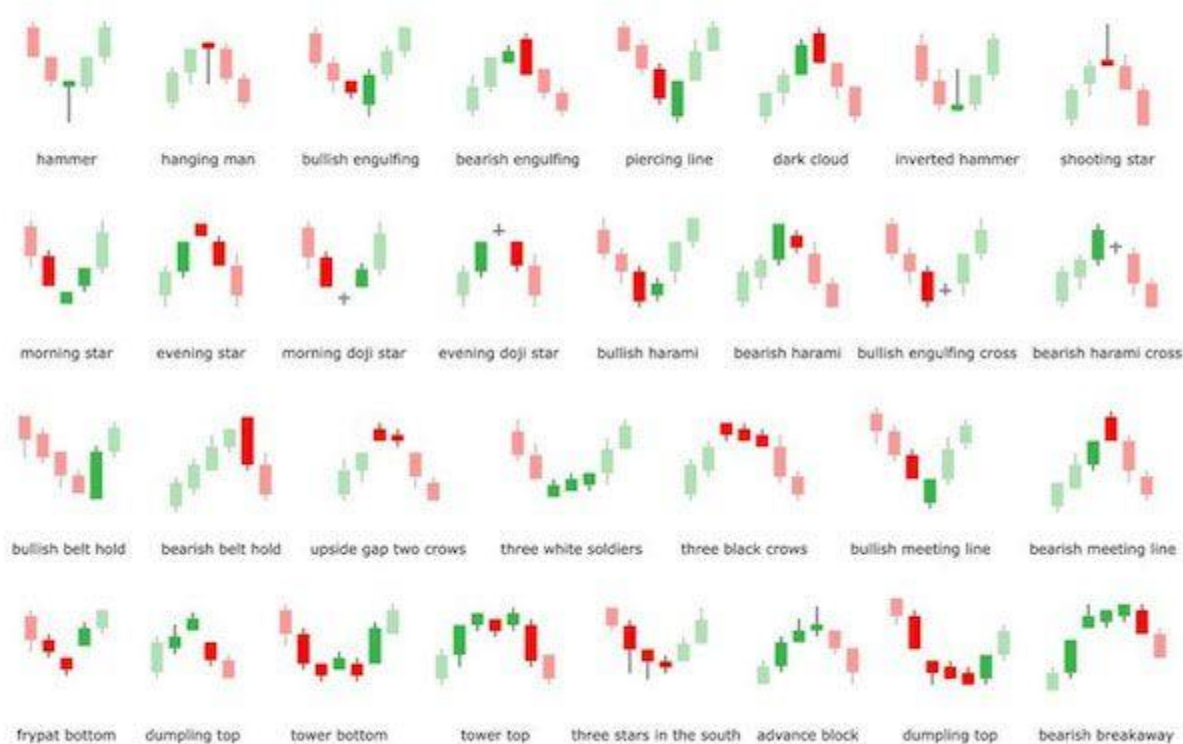 hammer hanging man bullish engulfing bearish engulfing piercing line dark cloud inverted hammer shooting star
morning star evening star morning doji star evening doji star bullish harami bearish harami bullish engulfing cross bearish harami cross
bullish belt hold bearish belt hold upside gap two crows three white soldiers three black crows bullish meeting line bearish meeting line
frypat bottom dumpling top tower bottom tower top three stars in the south advance block dumpling top bearish breakaway